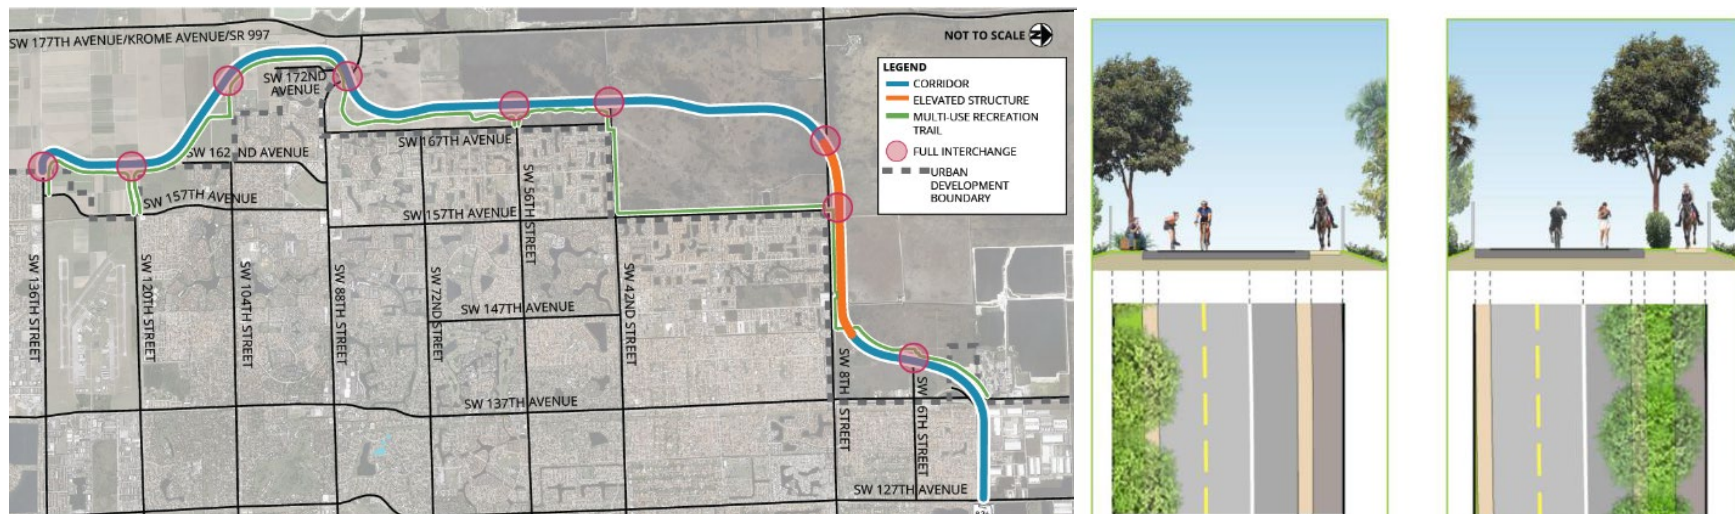 SW 177TH AVENUE/KROME AVENUE/SR 997
NOT TO SCALE
N
LEGEND
CORRIDOR
ELEVATED STRUCTURE
MULTI-USE RECREATION
TRAIL
FULL INTERCHANGE
URBAN
DEVELOPMENT
BOUNDARY
SW 172ND
AVENUE
SW 167TH AVENUE
SW 162ND AVENUE
SW 157TH AVENUE
SW 157TH AVENUE
SW 147TH AVENUE
SW 137TH AVENUE
SW 127TH AVENUE
SW 136TH STREET
SW 120TH STREET
SW 104TH STREET
SW 88TH STREET
SW 72ND STREET
SW 56TH STREET
SW 42ND STREET
SW 8TH STREET
SW 6TH STREET
836